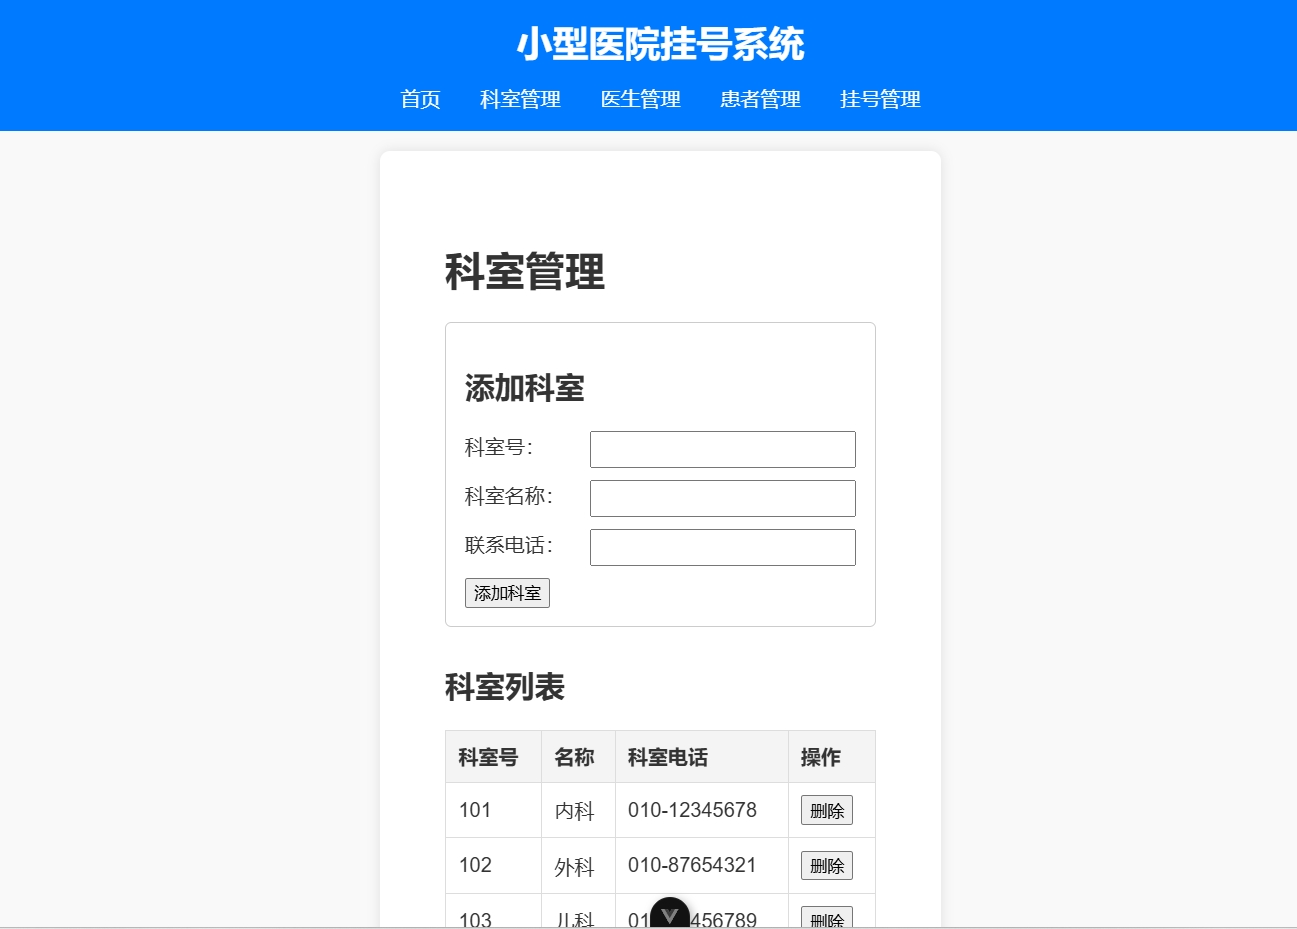 小型医院挂号系统
首页 科室管理 医生管理 患者管理 挂号管理
科室管理
添加科室
科室号：
科室名称：
联系电话：
添加科室
科室列表
科室号 名称 科室电话 操作
101 内科 010-12345678 删除
102 外科 010-87654321 删除
103 儿科 删除